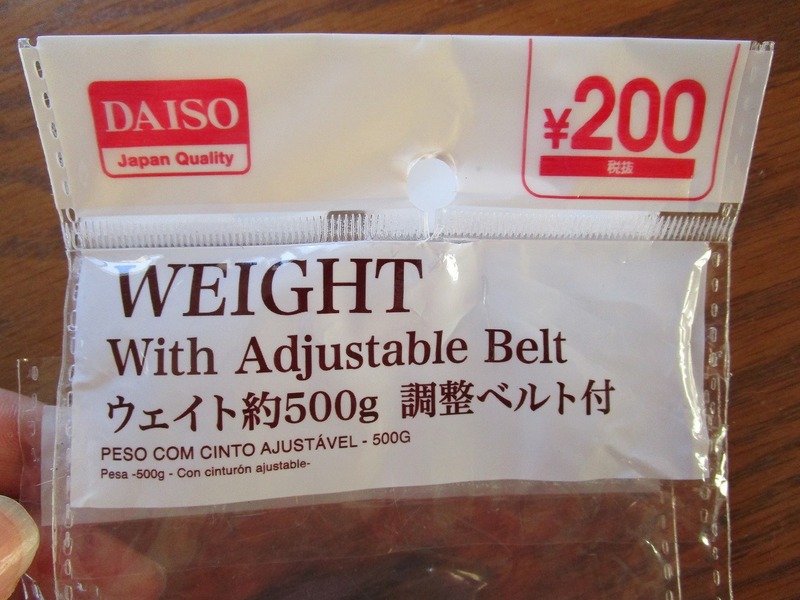 DAISO
Japan Quality
¥200
税抜
WEIGHT
With Adjustable Belt
ウェイト約500g 調整ベルト付
PESO COM CINTO AJUSTÁVEL - 500G
Pesa -500g - Con cinturón ajustable-